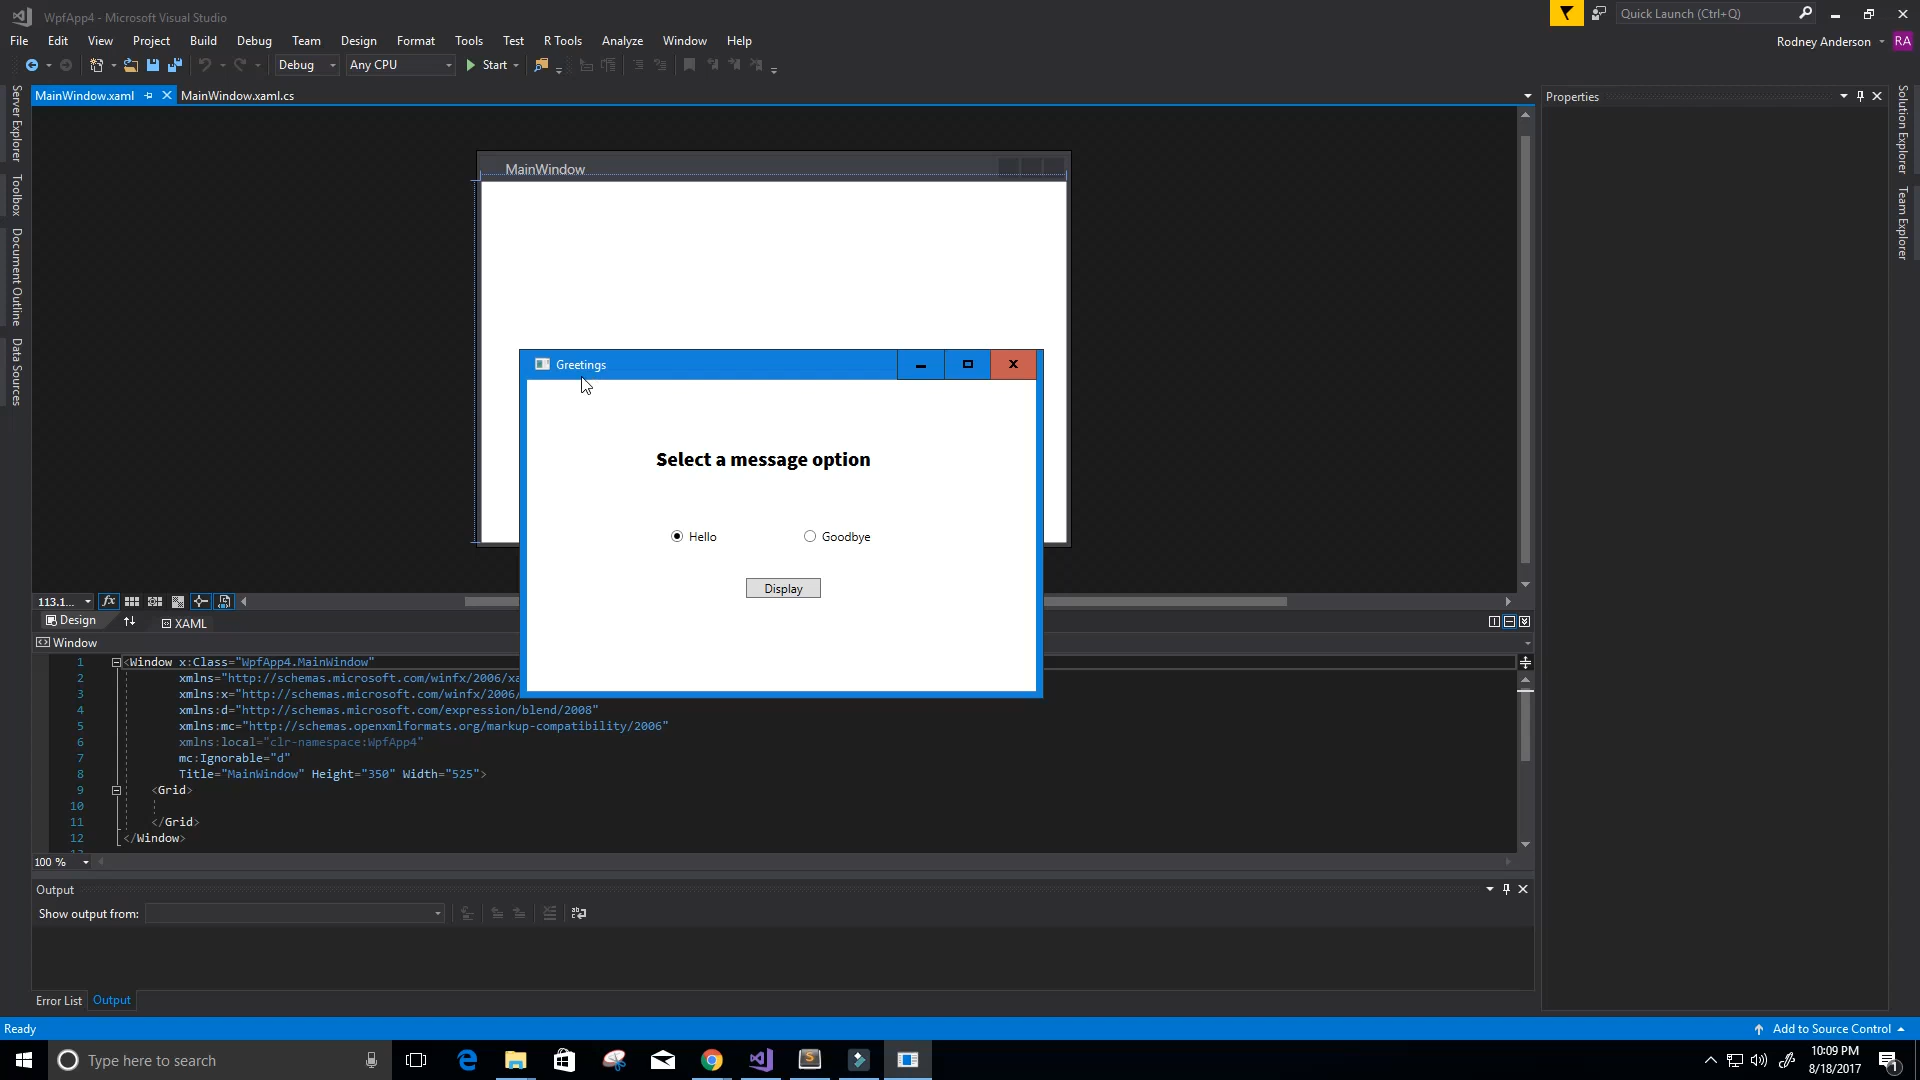 WpfApp4 - Microsoft Visual Studio
Quick Launch (Ctrl+Q)
File Edit View Project Build Debug Team Design Format Tools Test R Tools Analyze Window Help
Rodney Anderson RA
Debug Any CPU Start
MainWindow.xaml MainWindow.xaml.cs
Properties
Server Explorer
Toolbox
Document Outline
Data Sources
Solution Explorer
Team Explorer
MainWindow
Greetings
Select a message option
Hello Goodbye
Display
113.1...
Design XAML
Window
1 <Window x:Class="WpfApp4.MainWindow"
2 xmlns="http://schemas.microsoft.com/winfx/2006/xa
3 xmlns:x="http://schemas.microsoft.com/winfx/2006/
4 xmlns:d="http://schemas.microsoft.com/expression/blend/2008"
5 xmlns:mc="http://schemas.openxmlformats.org/markup-compatibility/2006"
6 xmlns:local="clr-namespace:WpfApp4"
7 mc:Ignorable="d"
8 Title="MainWindow" Height="350" Width="525">
9 <Grid>
10
11 </Grid>
12 </Window>
100 %
Output
Show output from:
Error List Output
Ready
Add to Source Control
Type here to search
10:09 PM
8/18/2017
1